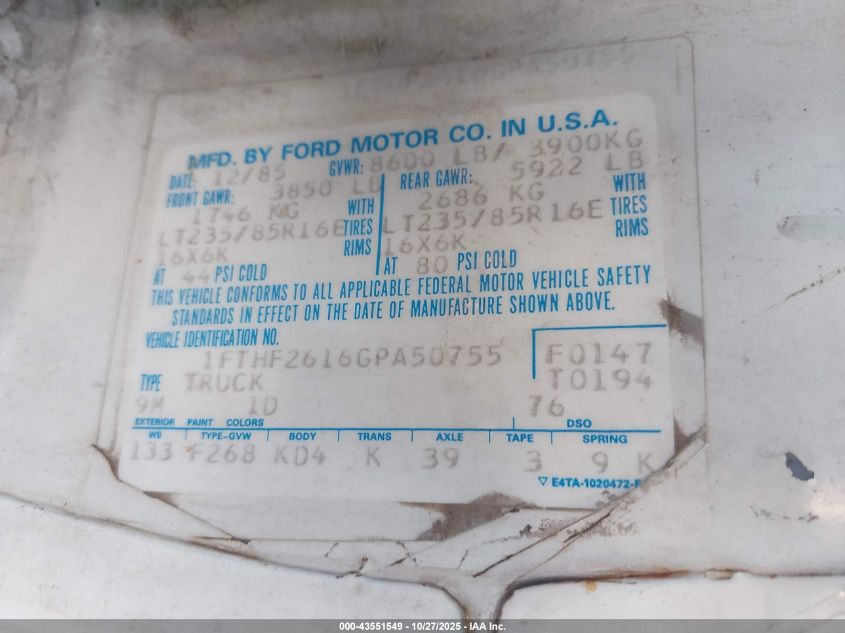 MFD. BY FORD MOTOR CO. IN U.S.A.
DATE: 12/85 GVWR: 8600 LB/ 3900KG
FRONT GAWR: 3850 LB REAR GAWR: 5922 LB
1746 KG WITH 2686 KG WITH
LT235/85R16E TIRES LT235/85R16E TIRES
16X6K RIMS 16X6K RIMS
AT 44 PSI COLD AT 80 PSI COLD
THIS VEHICLE CONFORMS TO ALL APPLICABLE FEDERAL MOTOR VEHICLE SAFETY
STANDARDS IN EFFECT ON THE DATE OF MANUFACTURE SHOWN ABOVE.
VEHICLE IDENTIFICATION NO.
1FTHF2616GPA50755 F0147
TYPE TRUCK T0194
9M 1D 76
EXTERIOR PAINT COLORS DSO
WB TYPE-GVW BODY TRANS AXLE TAPE SPRING
133 F268 KD4 K 39 3 9 K
E4TA-1020472-F
000-43551549 | 10/27/2025 | IAA Inc.